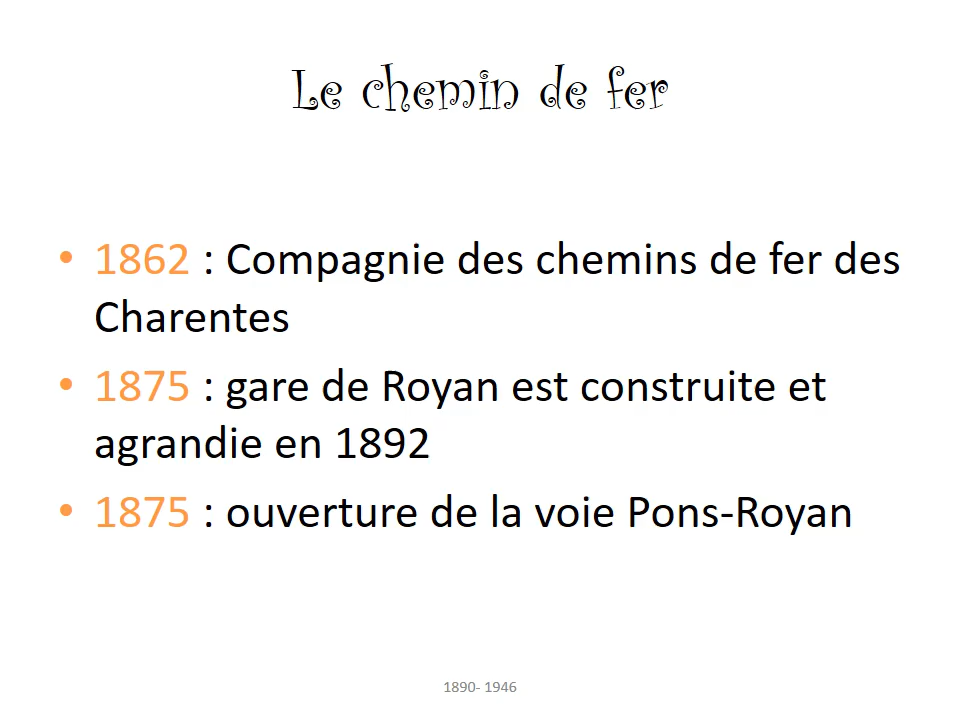 Le chemin de fer
• 1862 : Compagnie des chemins de fer des
Charentes
• 1875 : gare de Royan est construite et
agrandie en 1892
• 1875 : ouverture de la voie Pons-Royan
1890- 1946